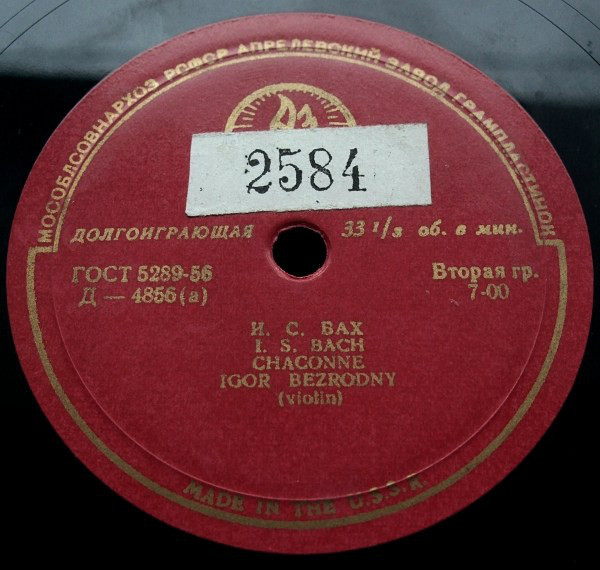 МОСОБЛСОВНАРХОЗ РСФСР АПРЕЛЕВСКИЙ ЗАВОД ГРАМПЛАСТИНОК
2584
ДОЛГОИГРАЮЩАЯ 33 1/3 об. в мин.
ГОСТ 5289-56 Вторая гр.
Д — 4856 (а) 7-00
И. С. БАХ
I. S. BACH
CHACONNE
IGOR BEZRODNY
(violin)
MADE IN THE U.S.S.R.